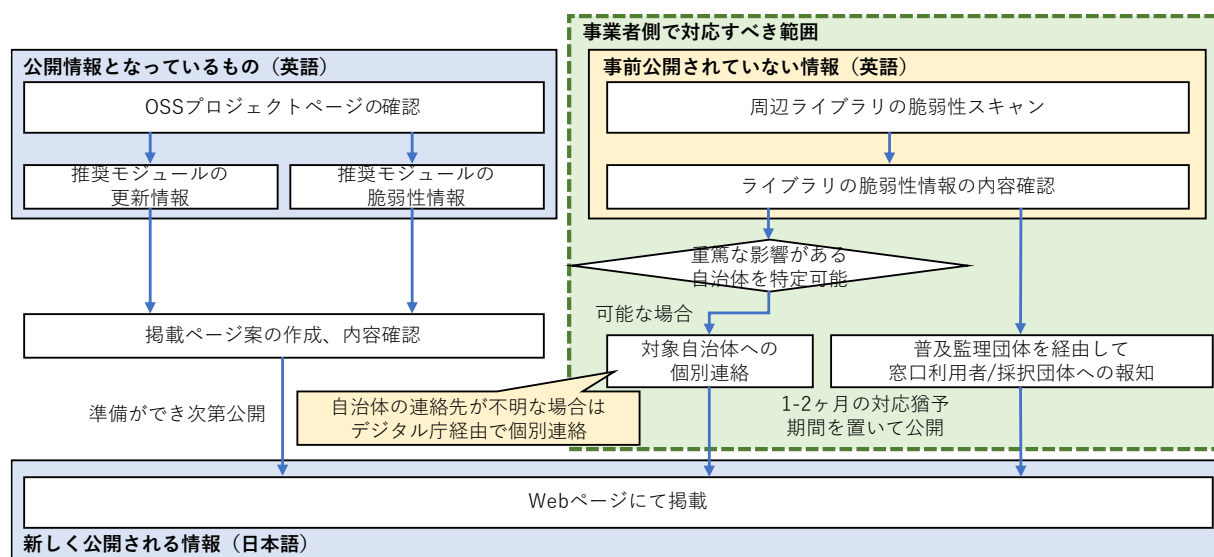 事業者側で対応すべき範囲
公開情報となっているもの（英語）
OSSプロジェクトページの確認
推奨モジュールの
更新情報
推奨モジュールの
脆弱性情報
事前公開されていない情報（英語）
周辺ライブラリの脆弱性スキャン
ライブラリの脆弱性情報の内容確認
重篤な影響がある
自治体を特定可能
可能な場合
掲載ページ案の作成、内容確認
対象自治体への
個別連絡
普及監理団体を経由して
窓口利用者/採択団体への報知
準備ができ次第公開
自治体の連絡先が不明な場合は
デジタル庁経由で個別連絡
1-2ヶ月の対応猶予
期間を置いて公開
Webページにて掲載
新しく公開される情報（日本語）